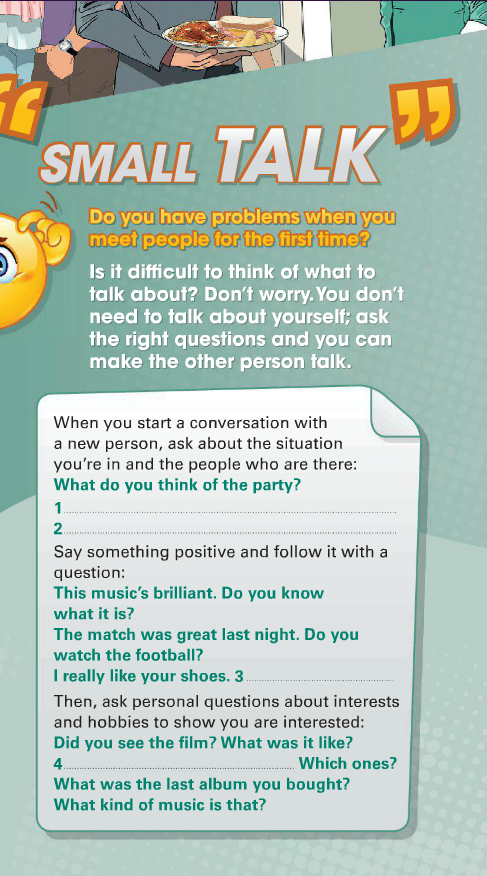 “ SMALL TALK ”
Do you have problems when you
meet people for the first time?
Is it difficult to think of what to
talk about? Don't worry. You don't
need to talk about yourself; ask
the right questions and you can
make the other person talk.
When you start a conversation with
a new person, ask about the situation
you're in and the people who are there:
What do you think of the party?
1
2
Say something positive and follow it with a
question:
This music's brilliant. Do you know
what it is?
The match was great last night. Do you
watch the football?
I really like your shoes. 3
Then, ask personal questions about interests
and hobbies to show you are interested:
Did you see the film? What was it like?
4 Which ones?
What was the last album you bought?
What kind of music is that?